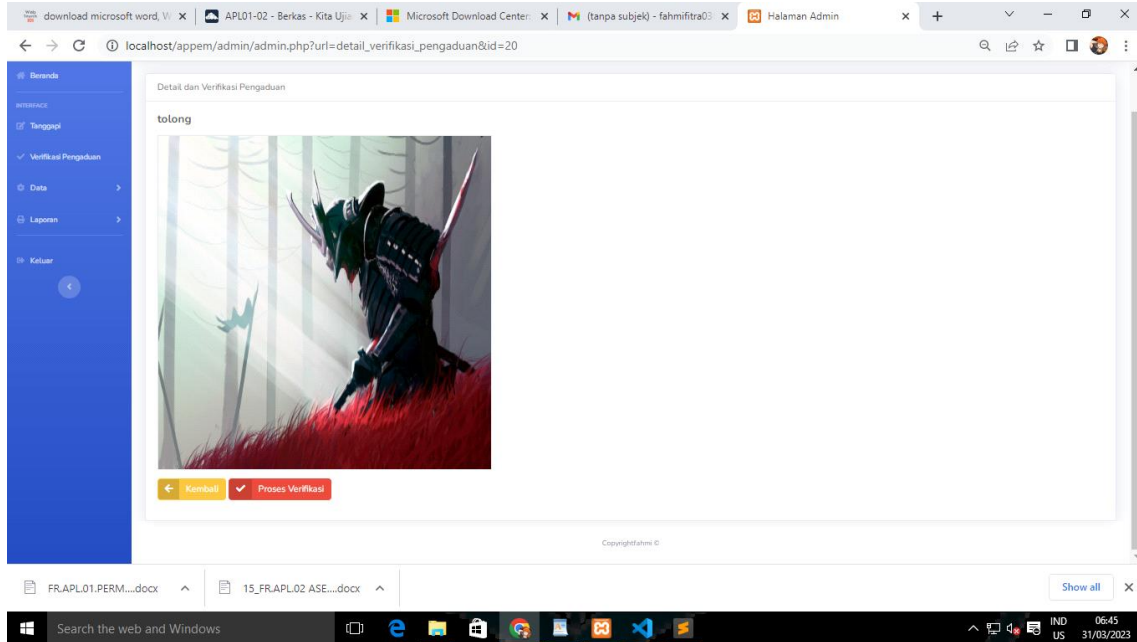 download microsoft word, W
APL01-02 - Berkas - Kita Ujia
Microsoft Download Center:
(tanpa subjek) - fahmifitra03
Halaman Admin
localhost/appem/admin/admin.php?url=detail_verifikasi_pengaduan&id=20
Beranda
INTERFACE
Tanggapi
Verifikasi Pengaduan
Data
Laporan
Keluar
Detail dan Verifikasi Pengaduan
tolong
Kembali
Proses Verifikasi
Copyrightfahmi ©
FR.APL.01.PERM....docx
15_FR.APL.02 ASE....docx
Show all
Search the web and Windows
IND
US
06:45
31/03/2023